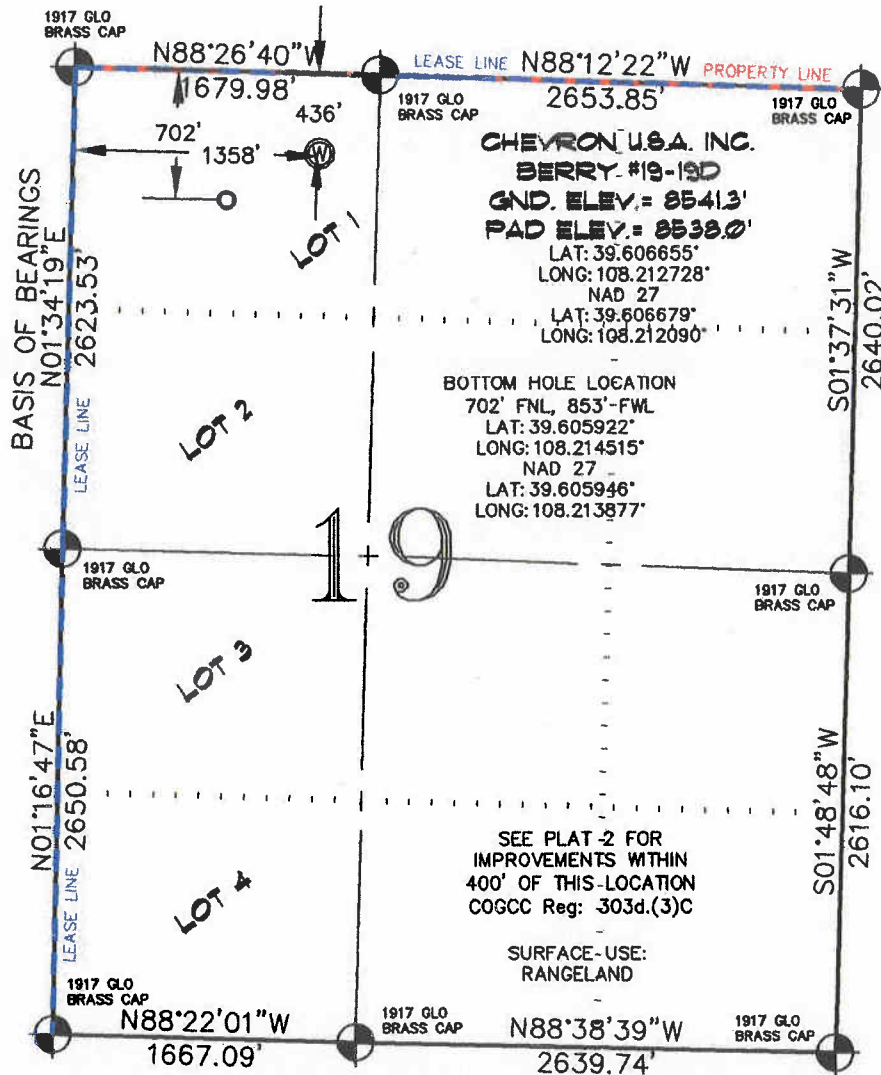 1917 GLO
BRASS CAP
N88°26'40"W
1679.98'
LEASE LINE
N88°12'22"W
PROPERTY LINE
2653.85'
1917 GLO
BRASS CAP
1917 GLO
BRASS CAP
436'
702'
1358'
W
LOT 1
CHEVRON U.S.A. INC.
BERRY #19-19D
GND. ELEV.= 8541.3'
PAD ELEV.= 8538.0'
LAT: 39.606655°
LONG: 108.212728°
NAD 27
LAT: 39.606679°
LONG: 108.212090°
BASIS OF BEARINGS
N01°34'19"E
2623.53'
LEASE LINE
S01°37'31"W
2640.02'
LOT 2
BOTTOM HOLE LOCATION
702' FNL, 853'-FWL
LAT: 39.605922°
LONG: 108.214515°
NAD 27
LAT: 39.605946°
LONG: 108.213877°
19
1917 GLO
BRASS CAP
1917 GLO
BRASS CAP
LOT 3
N01°16'47"E
2650.58'
LEASE LINE
S01°48'48"W
2616.10'
LOT 4
SEE PLAT-2 FOR
IMPROVEMENTS WITHIN
400' OF THIS-LOCATION
COGCC Reg: 303d.(3)C
SURFACE-USE:
RANGELAND
1917 GLO
BRASS CAP
N88°22'01"W
1667.09'
1917 GLO
BRASS CAP
N88°38'39"W
2639.74'
1917 GLO
BRASS CAP